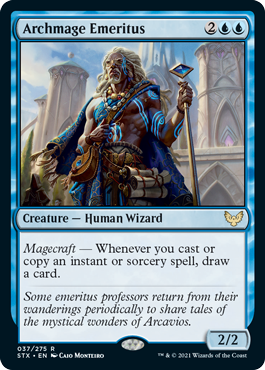 Archmage Emeritus 2
Creature — Human Wizard
Magecraft — Whenever you cast or
copy an instant or sorcery spell, draw
a card.
Some emeritus professors return from their
wanderings periodically to share tales of
the mystical wonders of Arcavios.
2/2
037/275 R
STX • EN Caio Monteiro
™ & © 2021 Wizards of the Coast